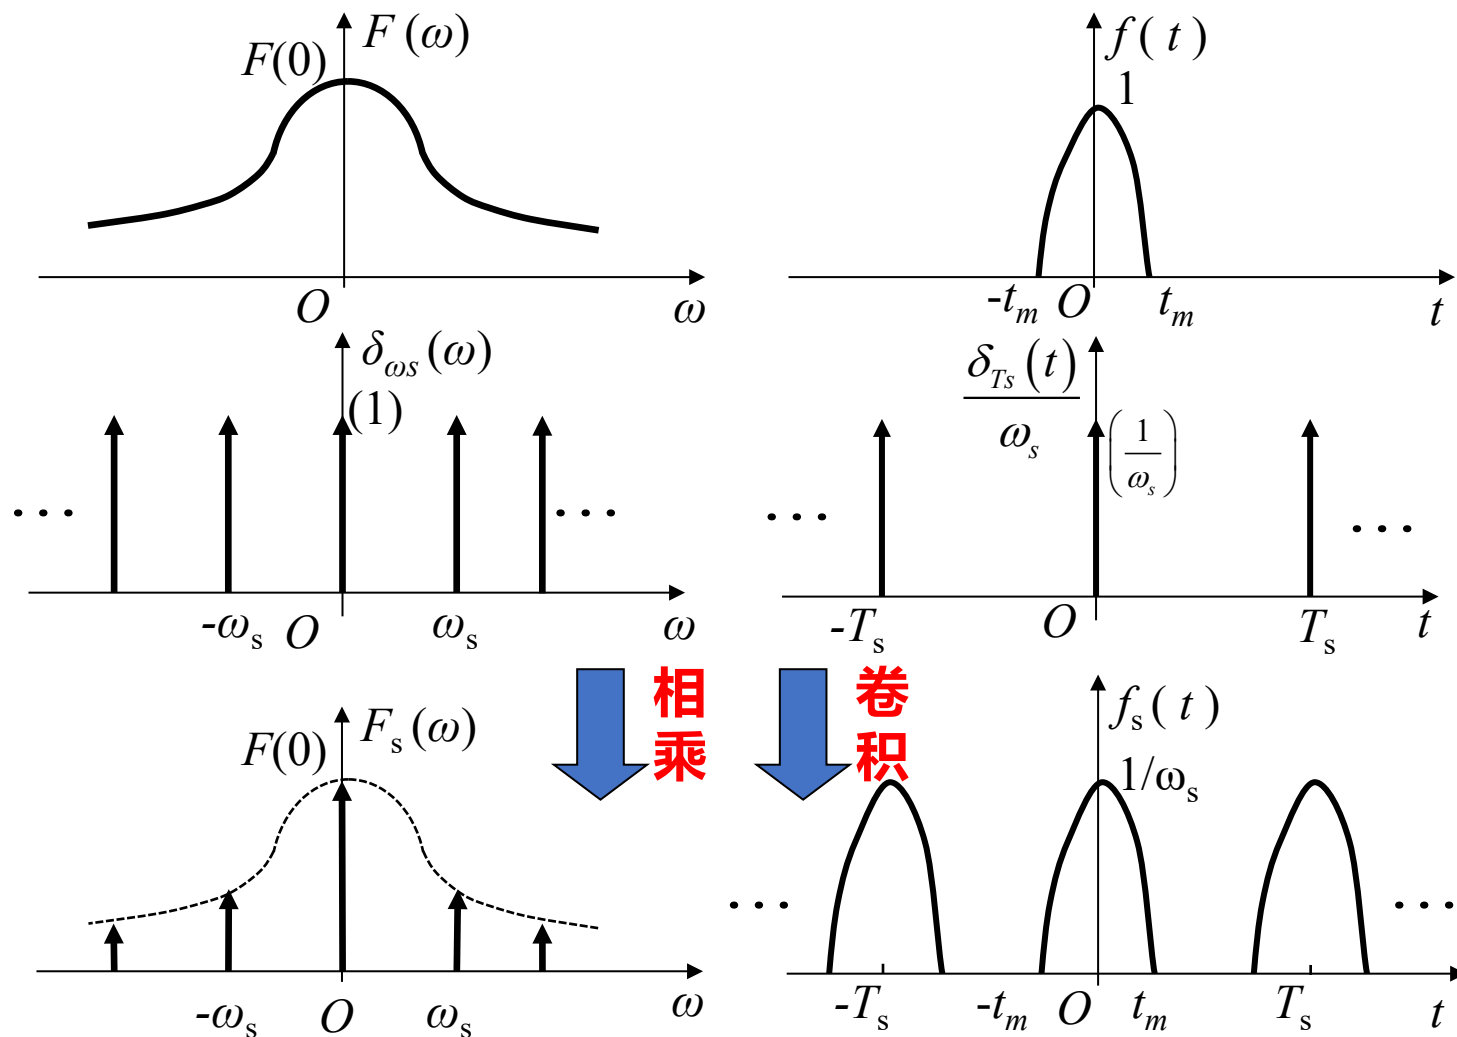 F(ω)
F(0)
O
ω
f(t)
1
-tm O tm
t
δωs(ω)
(1)
...
...
-ωs O ωs
ω
δTs(t)
ωs
(1/ωs)
...
...
-Ts O Ts t
相乘
卷积
Fs(ω)
F(0)
-ωs O ωs
ω
fs(t)
1/ωs
...
...
-Ts -tm O tm Ts t